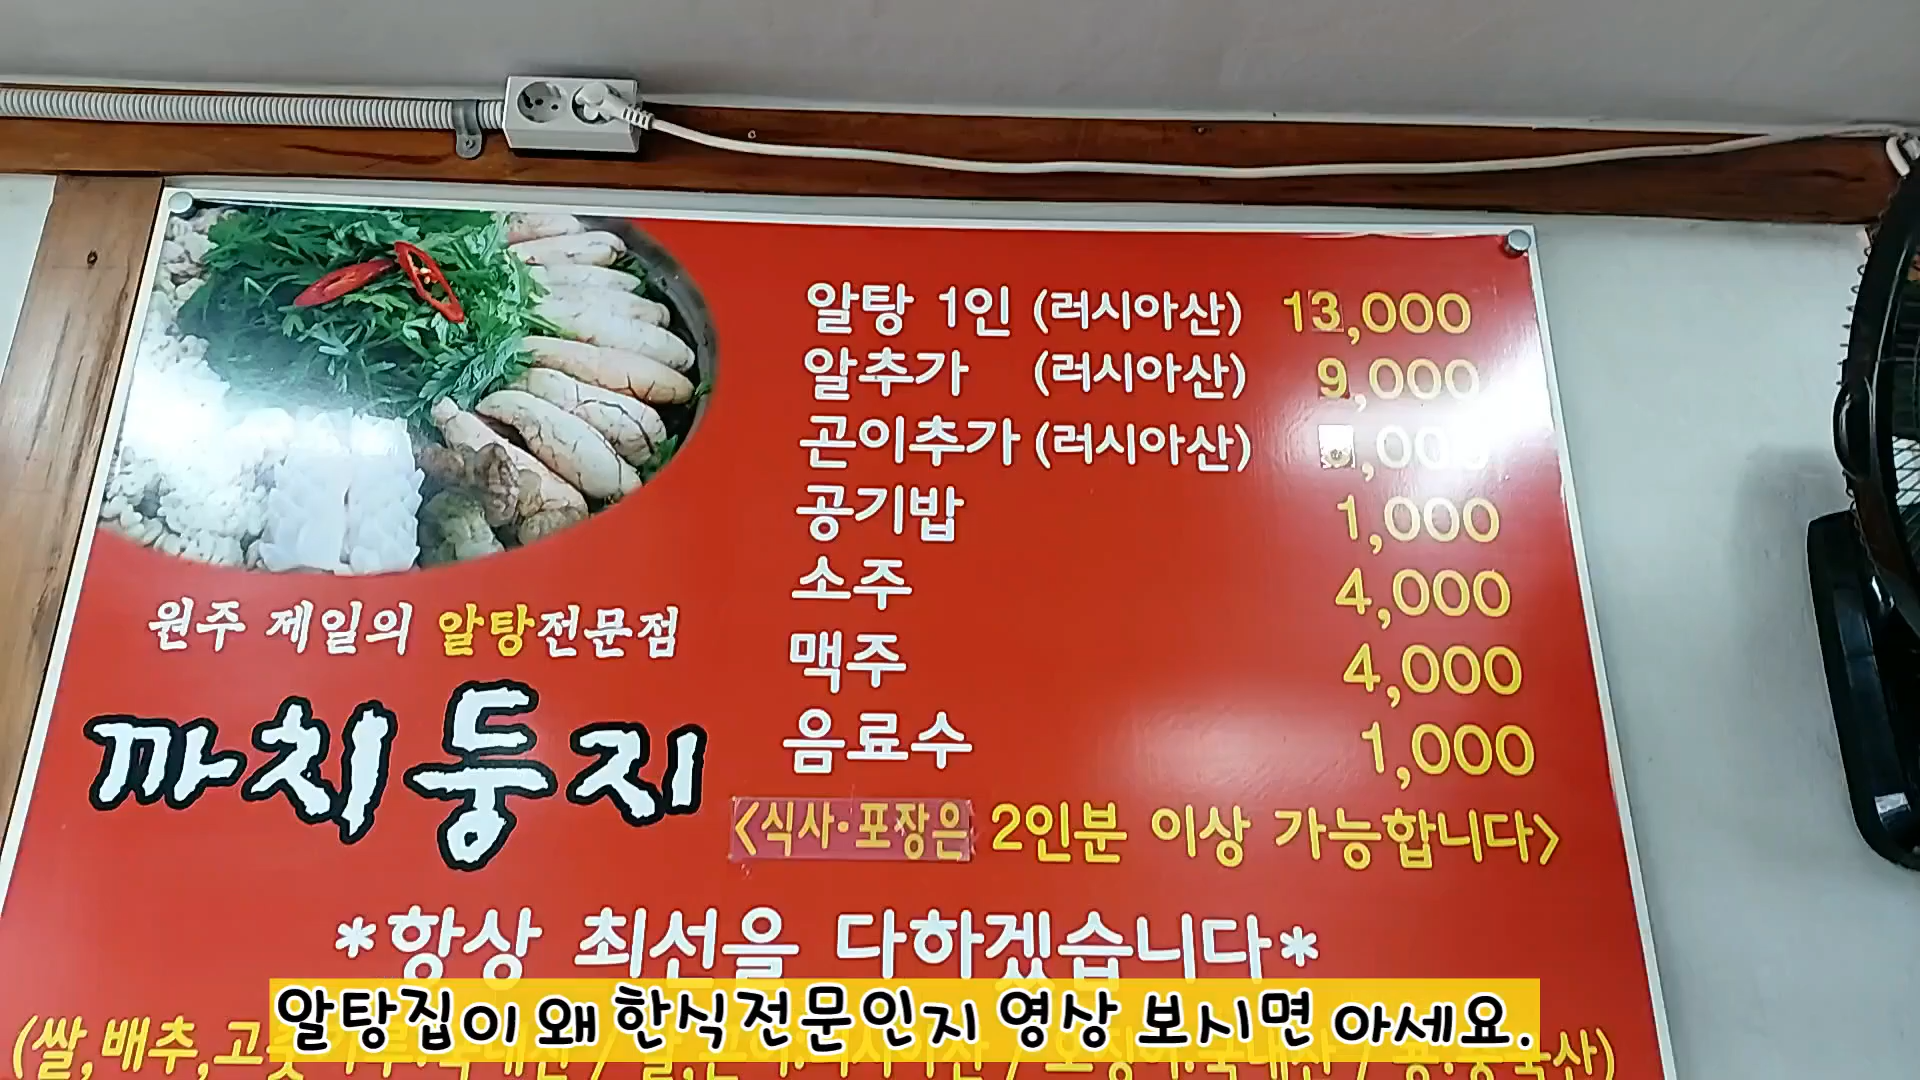 알탕 1인 (러시아산) 13,000
알추가 (러시아산) 9,000
곤이추가 (러시아산) ,000
공기밥 1,000
소주 4,000
맥주 4,000
음료수 1,000
<식사·포장은 2인분 이상 가능합니다>
원주 제일의 알탕전문점
까치둥지
*항상 최선을 다하겠습니다*
알탕집이 왜 한식전문인지 영상 보시면 아세요.
(쌀,배추,